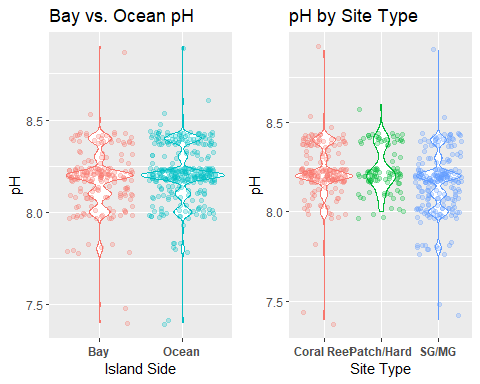 Bay vs. Ocean pH
pH
8.5
8.0
7.5
Bay
Ocean
Island Side
pH by Site Type
pH
8.5
8.0
7.5
Coral Reef
Patch/Hard
SG/MG
Site Type